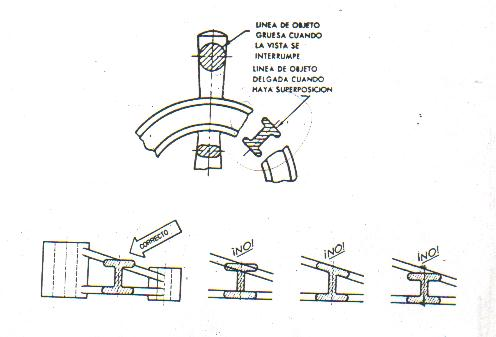 LINEA DE OBJETO
GRUESA CUANDO
LA VISTA SE
INTERRUMPE
LINEA DE OBJETO
DELGADA CUANDO
HAYA SUPERPOSICION
CORRECTO
¡NO!
¡NO!
¡NO!